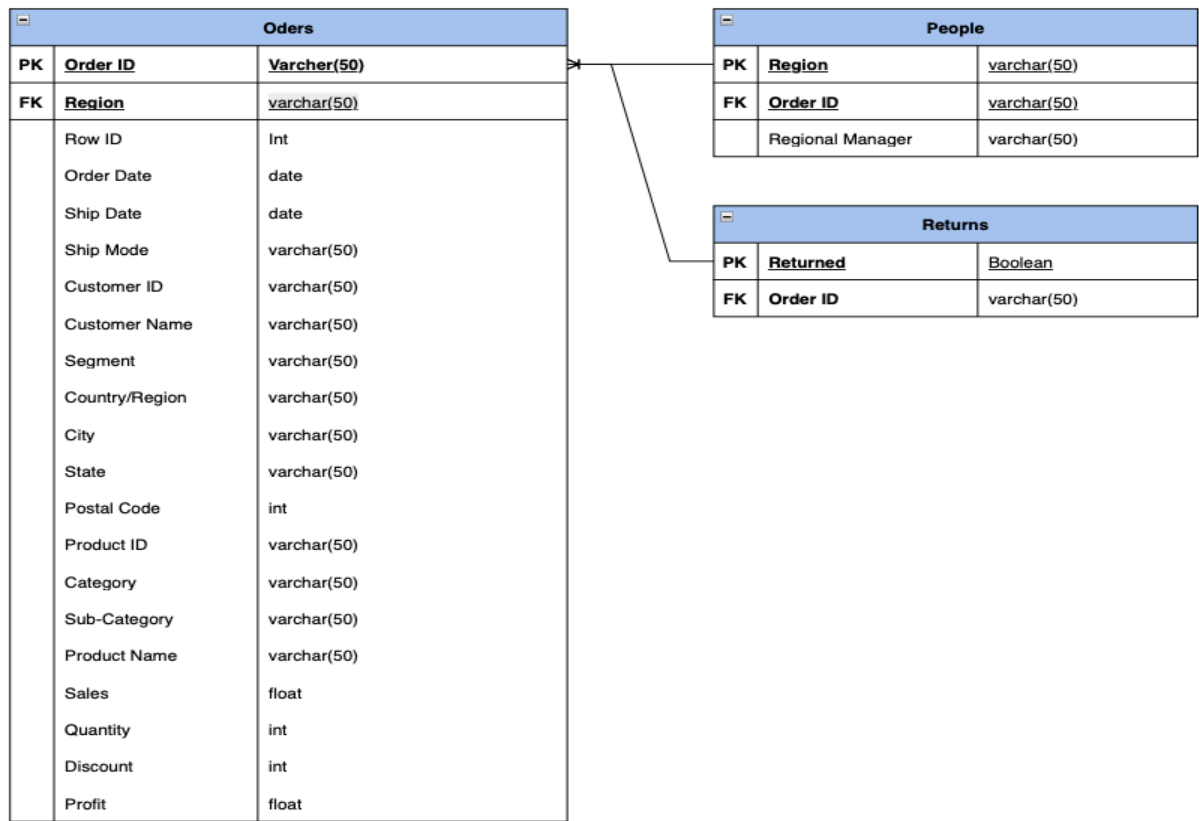 Oders
PK Order ID Varcher(50)
FK Region varchar(50)
Row ID Int
Order Date date
Ship Date date
Ship Mode varchar(50)
Customer ID varchar(50)
Customer Name varchar(50)
Segment varchar(50)
Country/Region varchar(50)
City varchar(50)
State varchar(50)
Postal Code int
Product ID varchar(50)
Category varchar(50)
Sub-Category varchar(50)
Product Name varchar(50)
Sales float
Quantity int
Discount int
Profit float
People
PK Region varchar(50)
FK Order ID varchar(50)
Regional Manager varchar(50)
Returns
PK Returned Boolean
FK Order ID varchar(50)